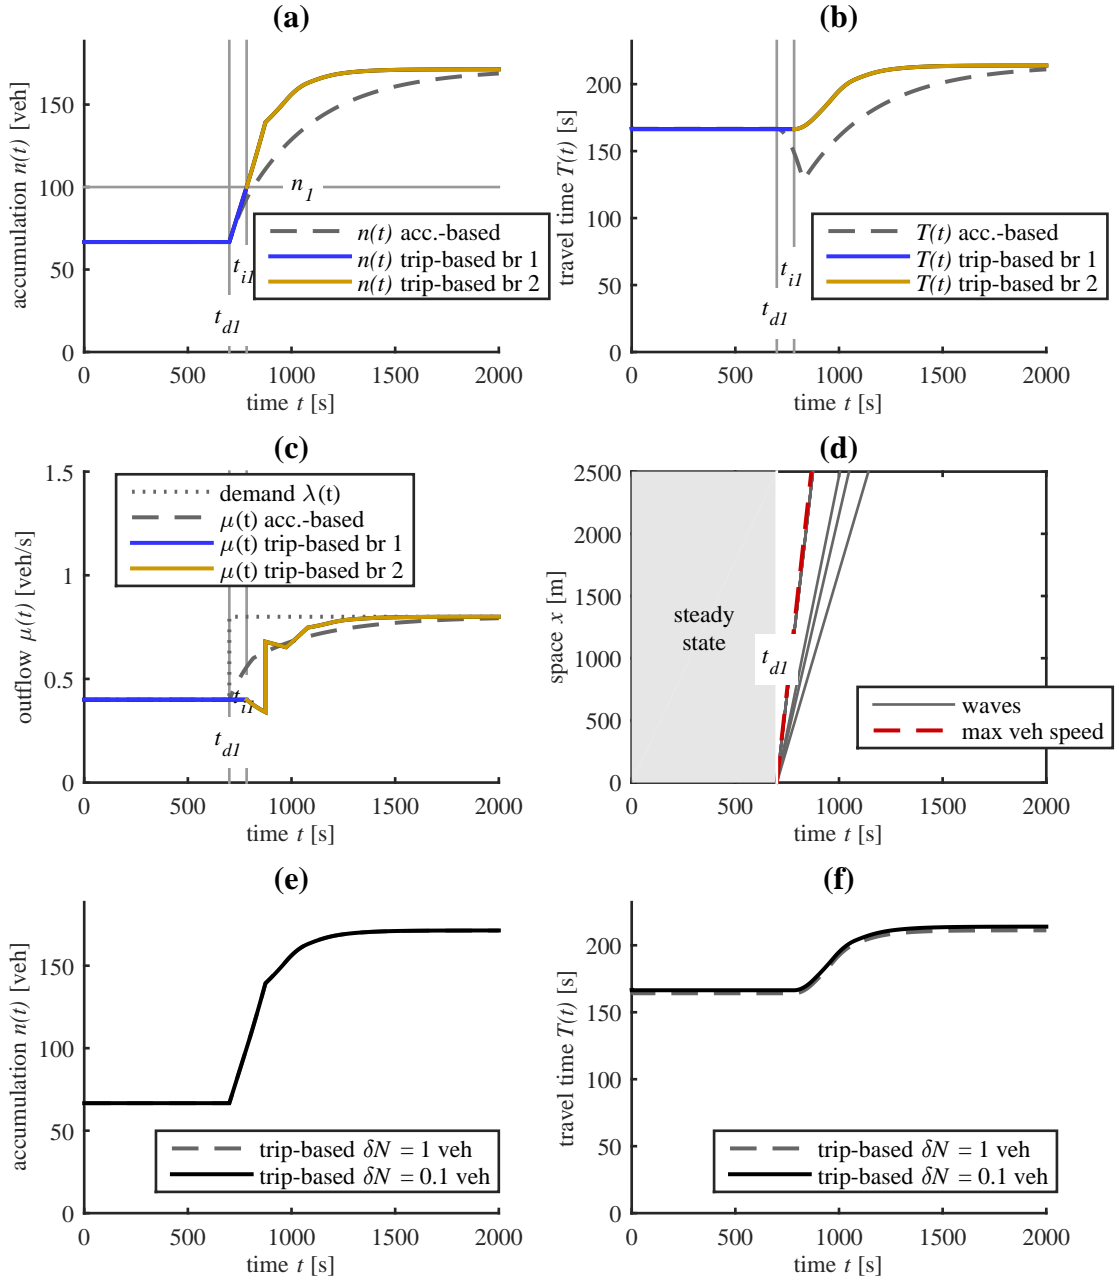 (a)
accumulation n(t) [veh]
150
100
50
0
n1
ti1
td1
n(t) acc.-based
n(t) trip-based br 1
n(t) trip-based br 2
0 500 1000 1500 2000
time t [s]
(b)
travel time T(t) [s]
200
150
100
50
0
ti1
td1
T(t) acc.-based
T(t) trip-based br 1
T(t) trip-based br 2
0 500 1000 1500 2000
time t [s]
(c)
outflow μ(t) [veh/s]
1.5
1
0.5
0
demand λ(t)
μ(t) acc.-based
μ(t) trip-based br 1
μ(t) trip-based br 2
ti1
td1
0 500 1000 1500 2000
time t [s]
(d)
space x [m]
2500
2000
1500
1000
500
0
steady
state
td1
waves
max veh speed
0 500 1000 1500 2000
time t [s]
(e)
accumulation n(t) [veh]
150
100
50
0
trip-based δN = 1 veh
trip-based δN = 0.1 veh
0 500 1000 1500 2000
time t [s]
(f)
travel time T(t) [s]
200
150
100
50
0
trip-based δN = 1 veh
trip-based δN = 0.1 veh
0 500 1000 1500 2000
time t [s]